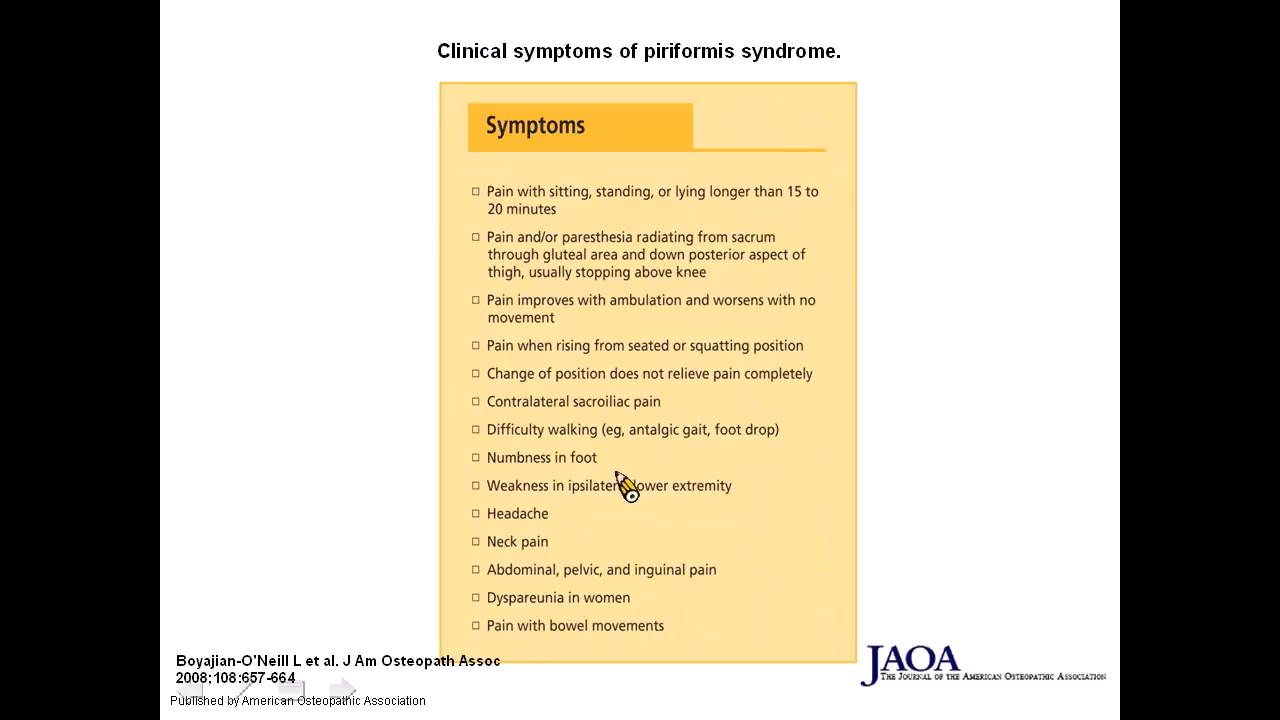 Clinical symptoms of piriformis syndrome.
Symptoms
□ Pain with sitting, standing, or lying longer than 15 to
20 minutes
□ Pain and/or paresthesia radiating from sacrum
through gluteal area and down posterior aspect of
thigh, usually stopping above knee
□ Pain improves with ambulation and worsens with no
movement
□ Pain when rising from seated or squatting position
□ Change of position does not relieve pain completely
□ Contralateral sacroiliac pain
□ Difficulty walking (eg, antalgic gait, foot drop)
□ Numbness in foot
□ Weakness in ipsilateral lower extremity
□ Headache
□ Neck pain
□ Abdominal, pelvic, and inguinal pain
□ Dyspareunia in women
□ Pain with bowel movements
Boyajian-O'Neill L et al. J Am Osteopath Assoc
2008;108:657-664
Published by American Osteopathic Association
JAOA
The Journal of the American Osteopathic Association